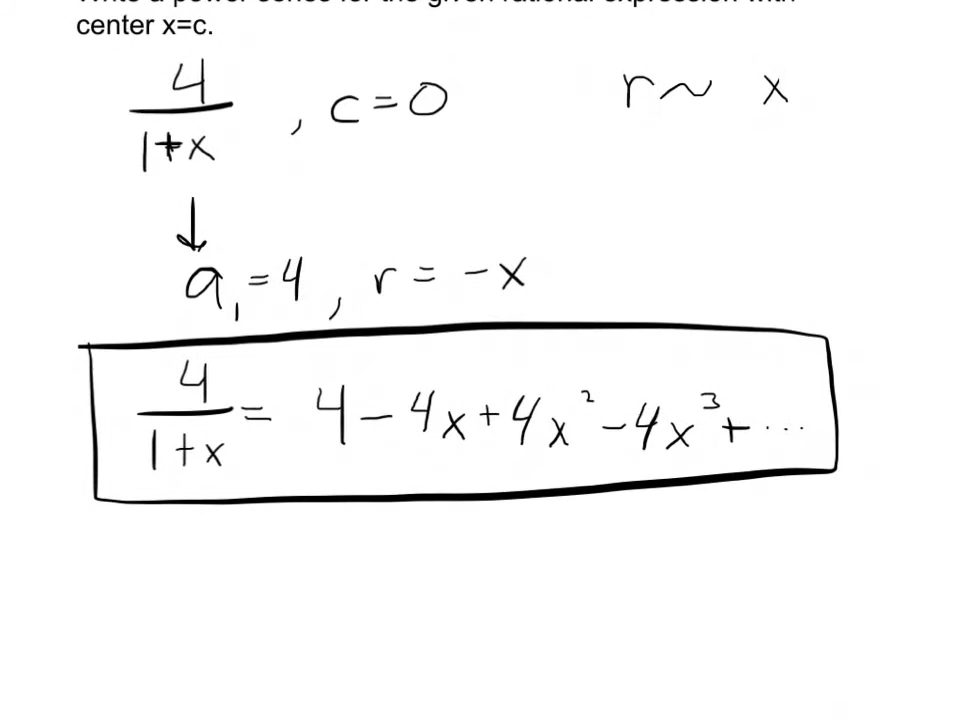 center x=c.
4/(1+x) , c=0 r~ x
↓
a₁=4 , r = -x
4/(1+x) = 4 - 4x + 4x² - 4x³ + ...